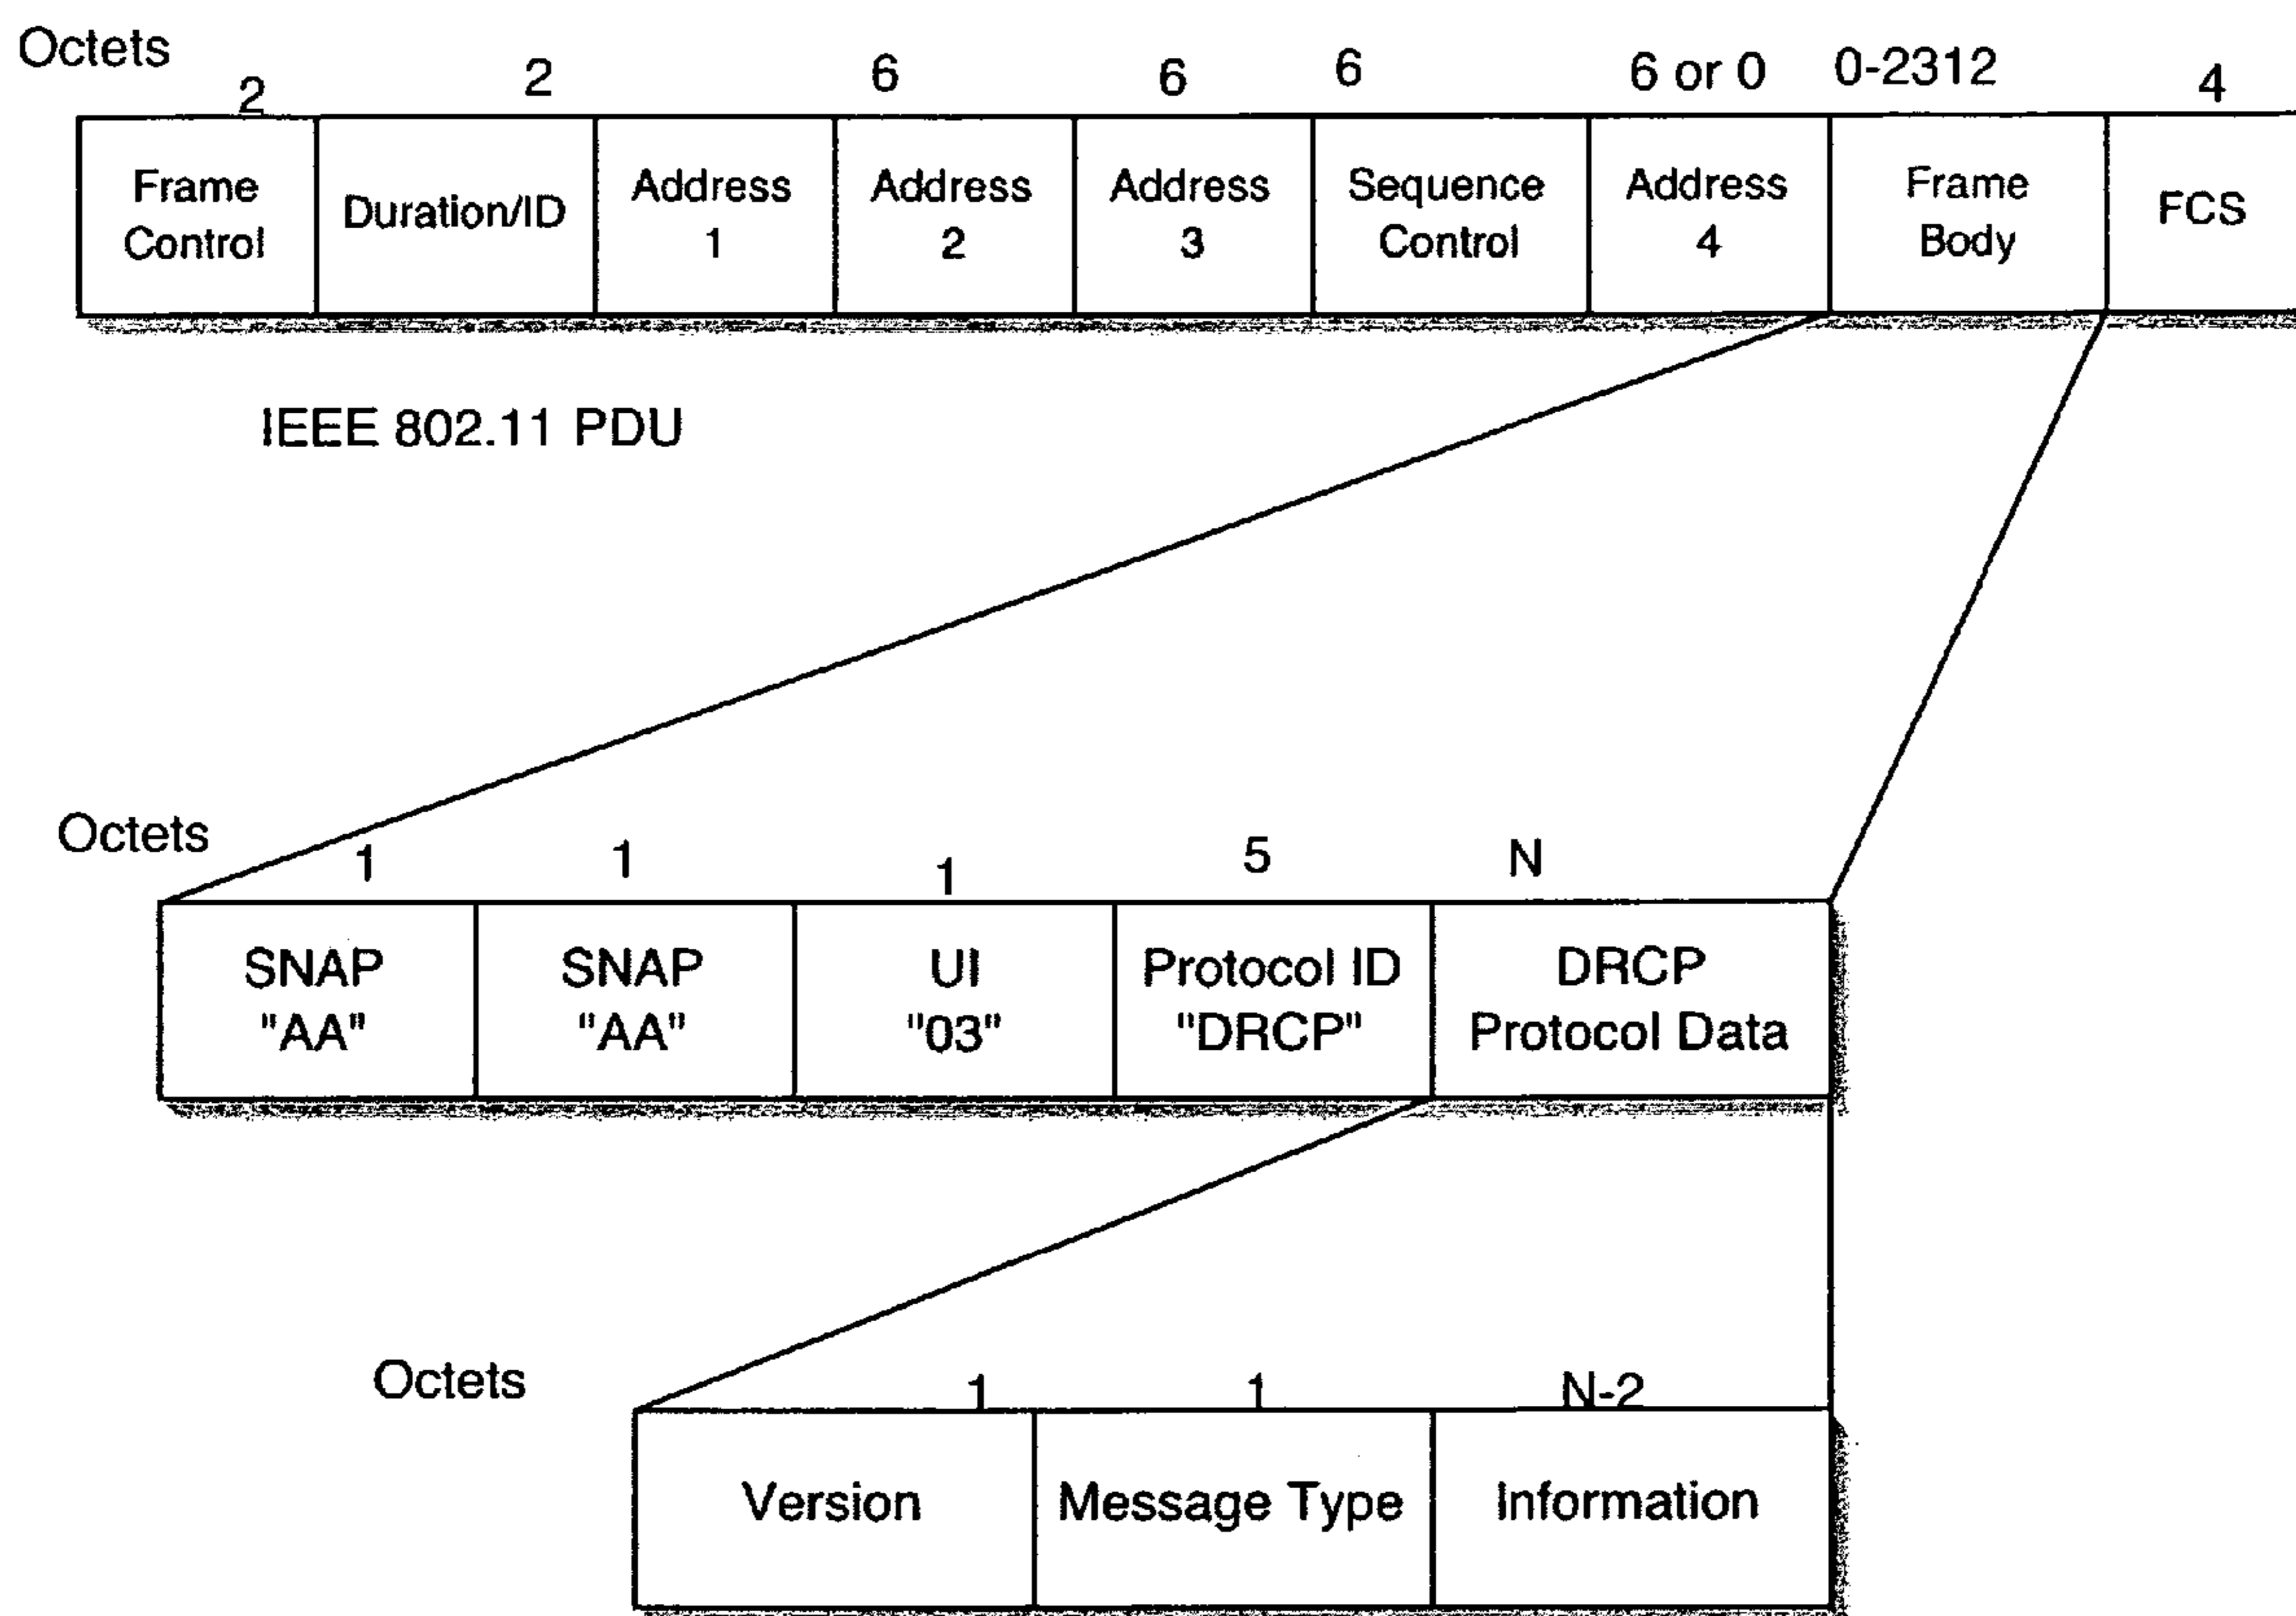 Octets
2 2 6 6 6 6 or 0 0-2312 4
Frame Control
Duration/ID
Address 1
Address 2
Address 3
Sequence Control
Address 4
Frame Body
FCS
IEEE 802.11 PDU
Octets
1 1 1 5 N
SNAP "AA"
SNAP "AA"
UI "03"
Protocol ID "DRCP"
DRCP Protocol Data
Octets
1 1 N-2
Version
Message Type
Information